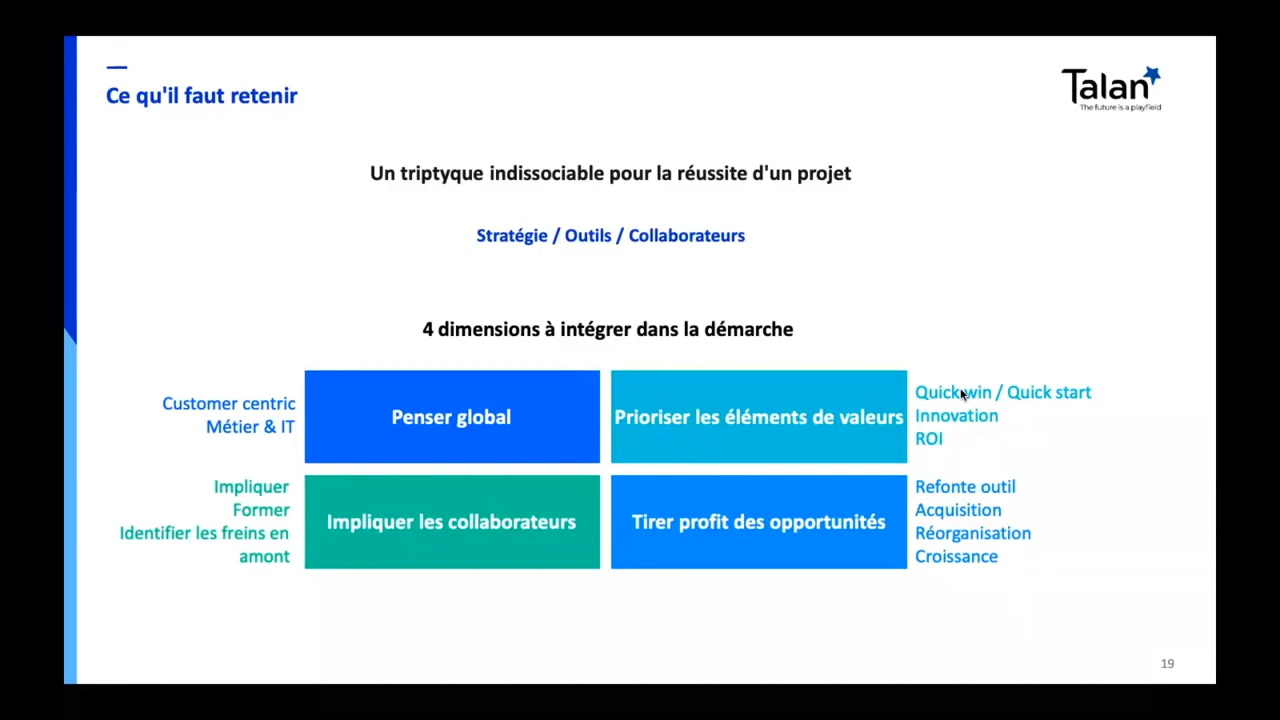 Ce qu'il faut retenir
Talan
The future is a playfield
Un triptyque indissociable pour la réussite d'un projet
Stratégie / Outils / Collaborateurs
4 dimensions à intégrer dans la démarche
Customer centric
Métier & IT
Penser global
Prioriser les éléments de valeurs
Quick win / Quick start
Innovation
ROI
Impliquer
Former
Identifier les freins en
amont
Impliquer les collaborateurs
Tirer profit des opportunités
Refonte outil
Acquisition
Réorganisation
Croissance
19